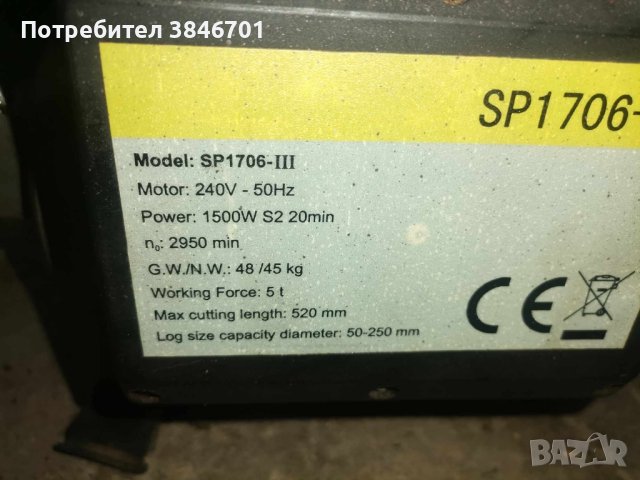 Потребител 3846701
SP1706-
Model: SP1706-III
Motor: 240V - 50Hz
Power: 1500W S2 20min
n₀: 2950 min
G.W./N.W.: 48 /45 kg
Working Force: 5 t
Max cutting length: 520 mm
Log size capacity diameter: 50-250 mm
CE
BAZAR